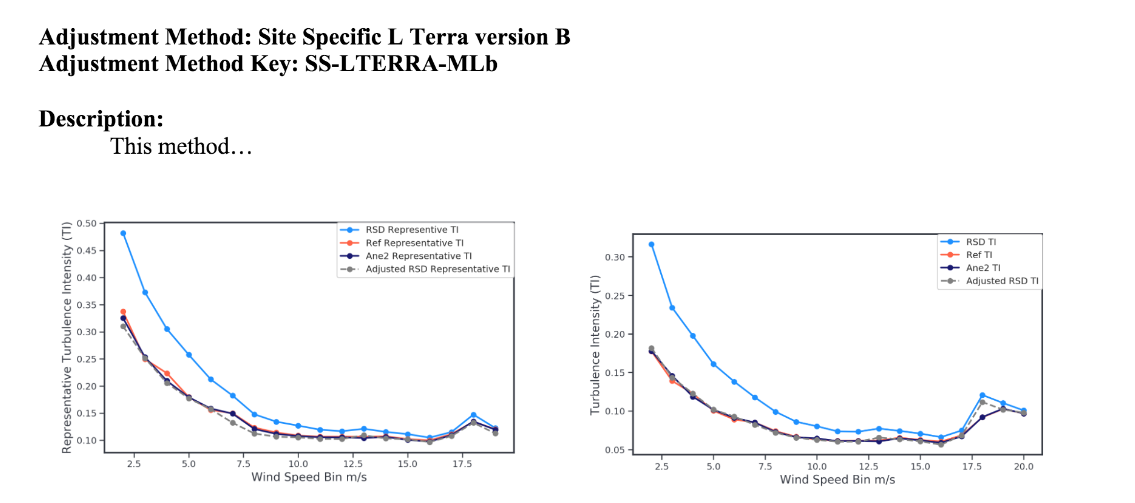 Adjustment Method: Site Specific L Terra version B
Adjustment Method Key: SS-LTERRA-MLb
Description:
This method…
Representative Turbulence Intensity (TI)
0.50
0.45
0.40
0.35
0.30
0.25
0.20
0.15
0.10
RSD Representive TI
Ref Representative TI
Ane2 Representative TI
Adjusted RSD Representative TI
2.5 5.0 7.5 10.0 12.5 15.0 17.5
Wind Speed Bin m/s
Turbulence Intensity (TI)
0.30
0.25
0.20
0.15
0.10
0.05
RSD TI
Ref TI
Ane2 TI
Adjusted RSD TI
2.5 5.0 7.5 10.0 12.5 15.0 17.5 20.0
Wind Speed Bin m/s